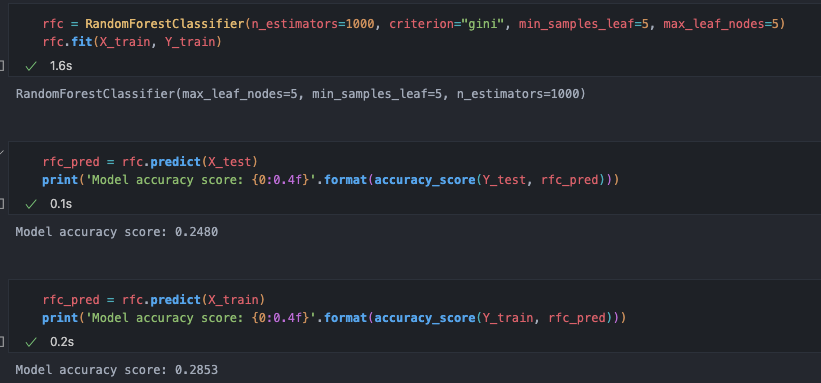 rfc = RandomForestClassifier(n_estimators=1000, criterion="gini", min_samples_leaf=5, max_leaf_nodes=5)
rfc.fit(X_train, Y_train)
1.6s
RandomForestClassifier(max_leaf_nodes=5, min_samples_leaf=5, n_estimators=1000)
rfc_pred = rfc.predict(X_test)
print('Model accuracy score: {0:0.4f}'.format(accuracy_score(Y_test, rfc_pred)))
0.1s
Model accuracy score: 0.2480
rfc_pred = rfc.predict(X_train)
print('Model accuracy score: {0:0.4f}'.format(accuracy_score(Y_train, rfc_pred)))
0.2s
Model accuracy score: 0.2853